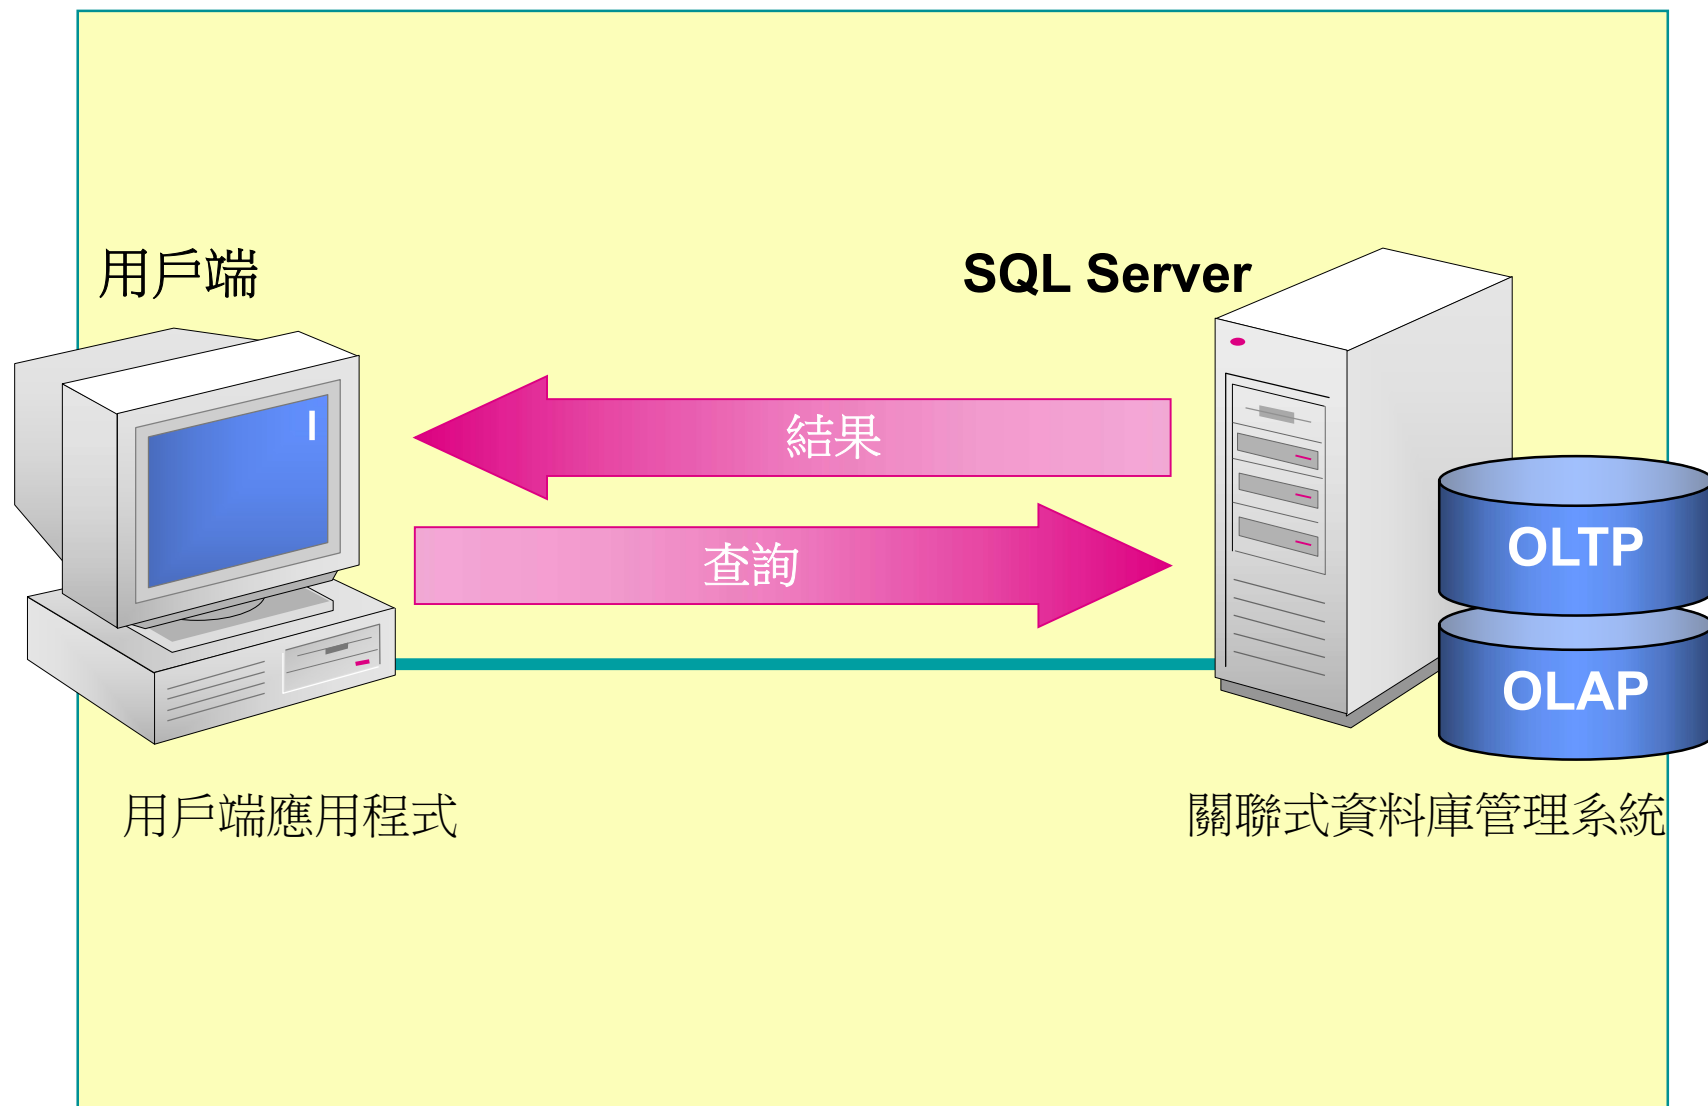 用戶端
SQL Server
結果
查詢
OLTP
OLAP
用戶端應用程式
關聯式資料庫管理系統